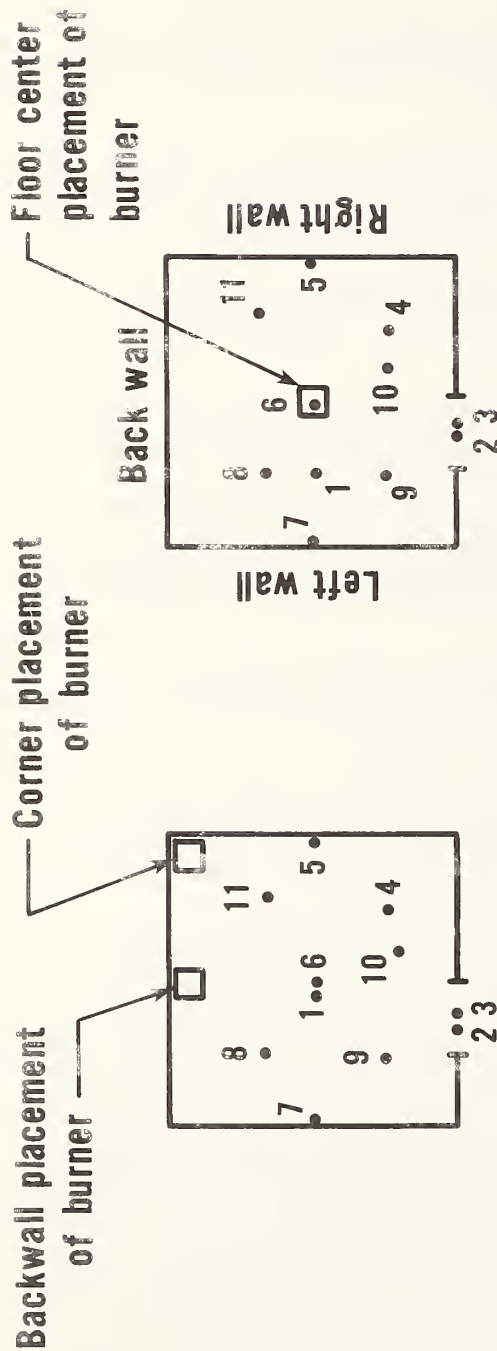 Backwall placement
of burner
Corner placement
of burner
Floor center
placement of
burner
8
11
7
1
6
5
9
10
4
2 3
Back wall
Left wall
Right wall
8
6
11
7
1
5
9
10
4
2 3